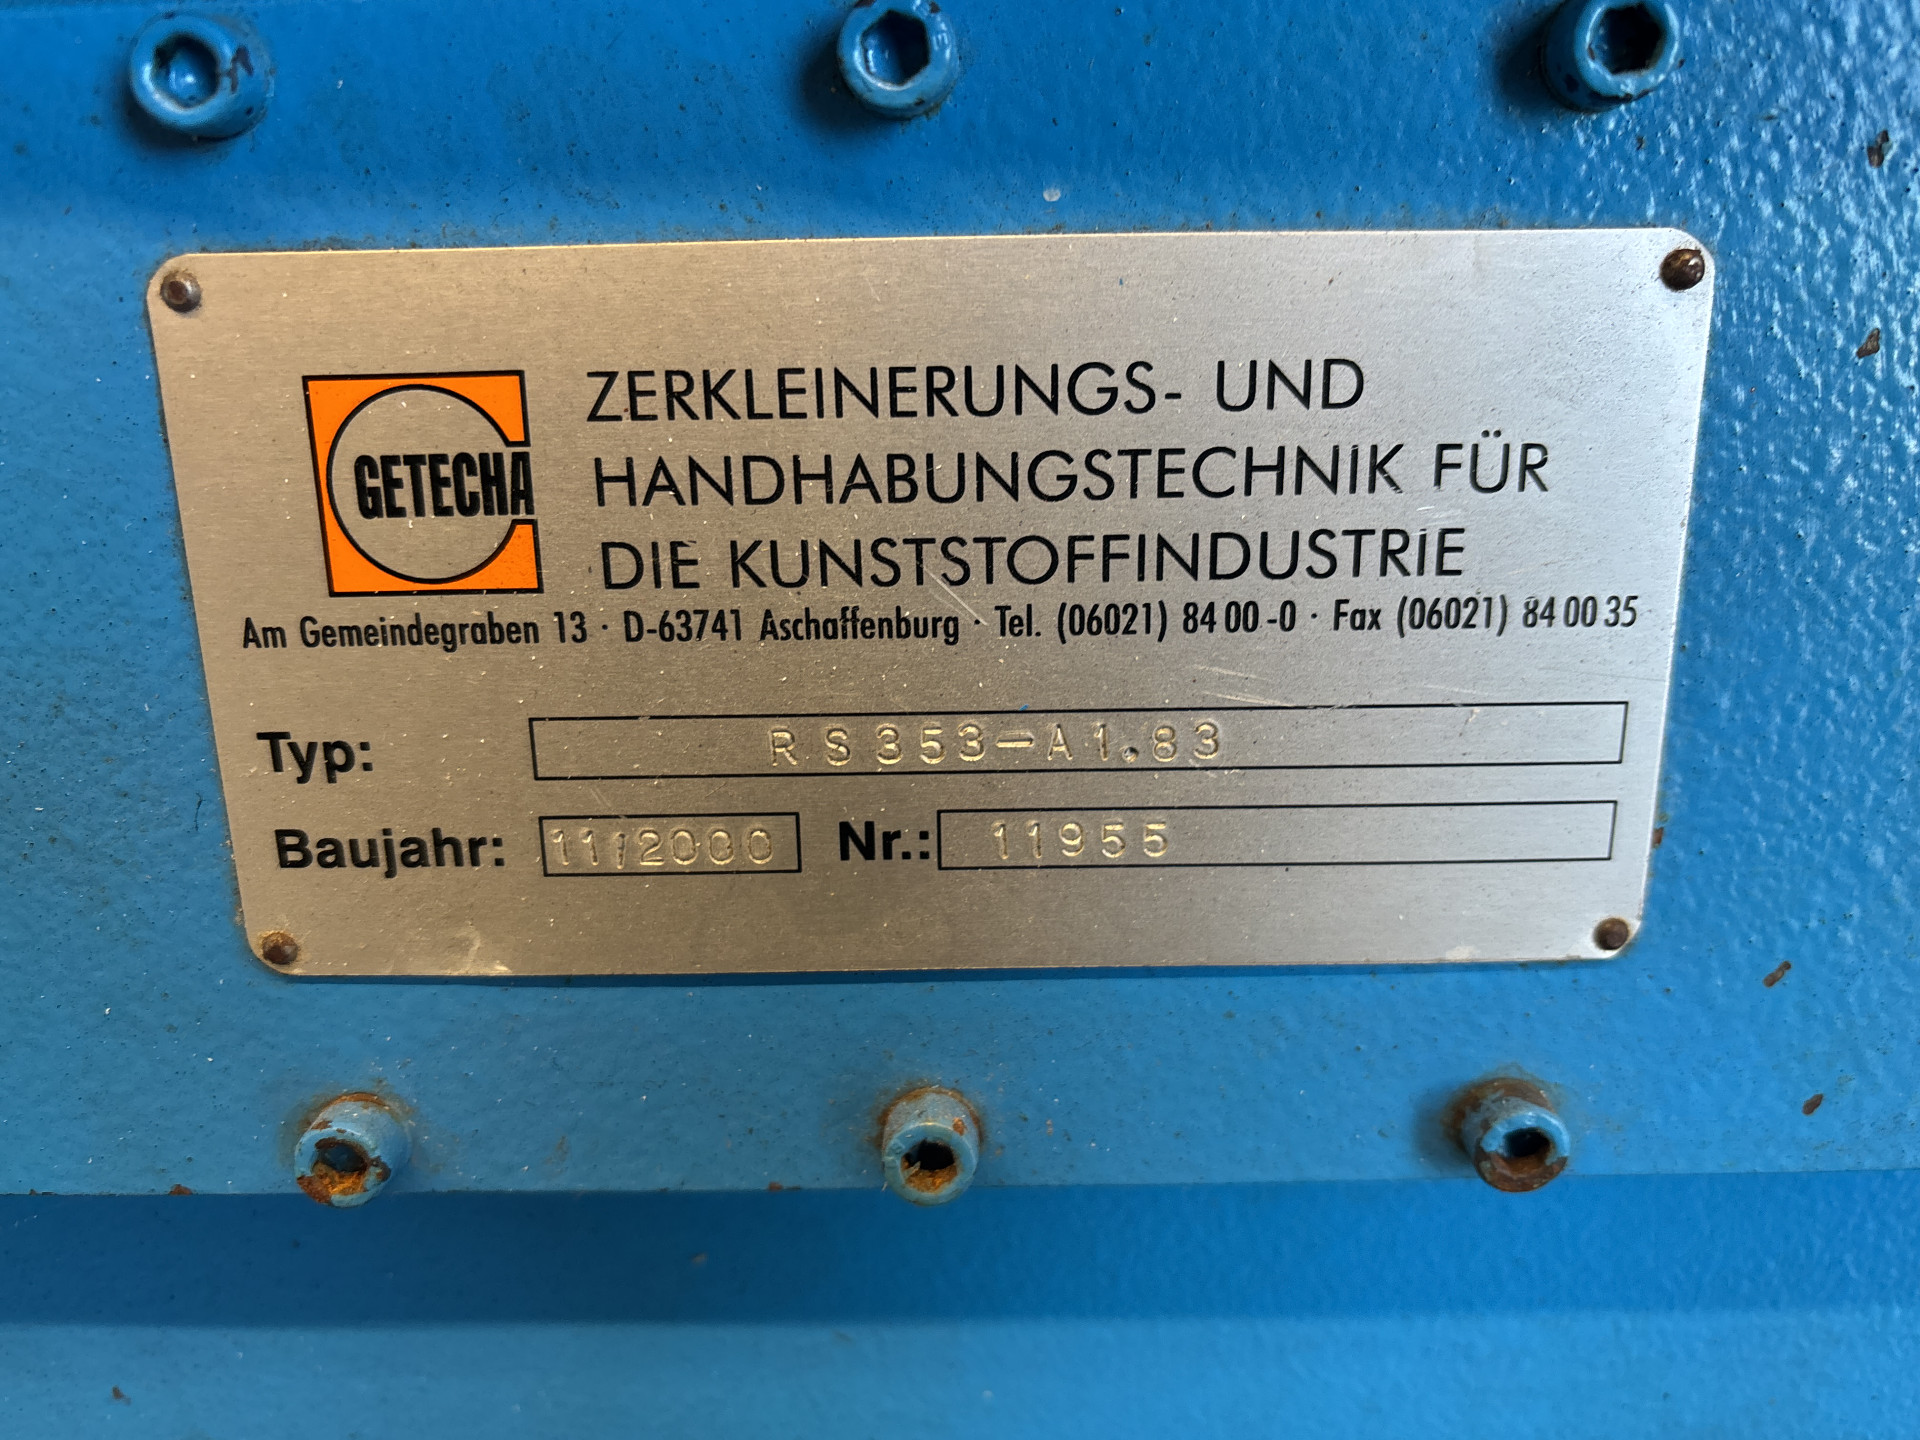 GETECHA
ZERKLEINERUNGS- UND
HANDHABUNGSTECHNIK FÜR
DIE KUNSTSTOFFINDUSTRIE
Am Gemeindegraben 13 · D-63741 Aschaffenburg · Tel. (06021) 84 00 -0 · Fax (06021) 84 00 35
Typ: RS353-A1.83
Baujahr: 11/2000 Nr.: 11955